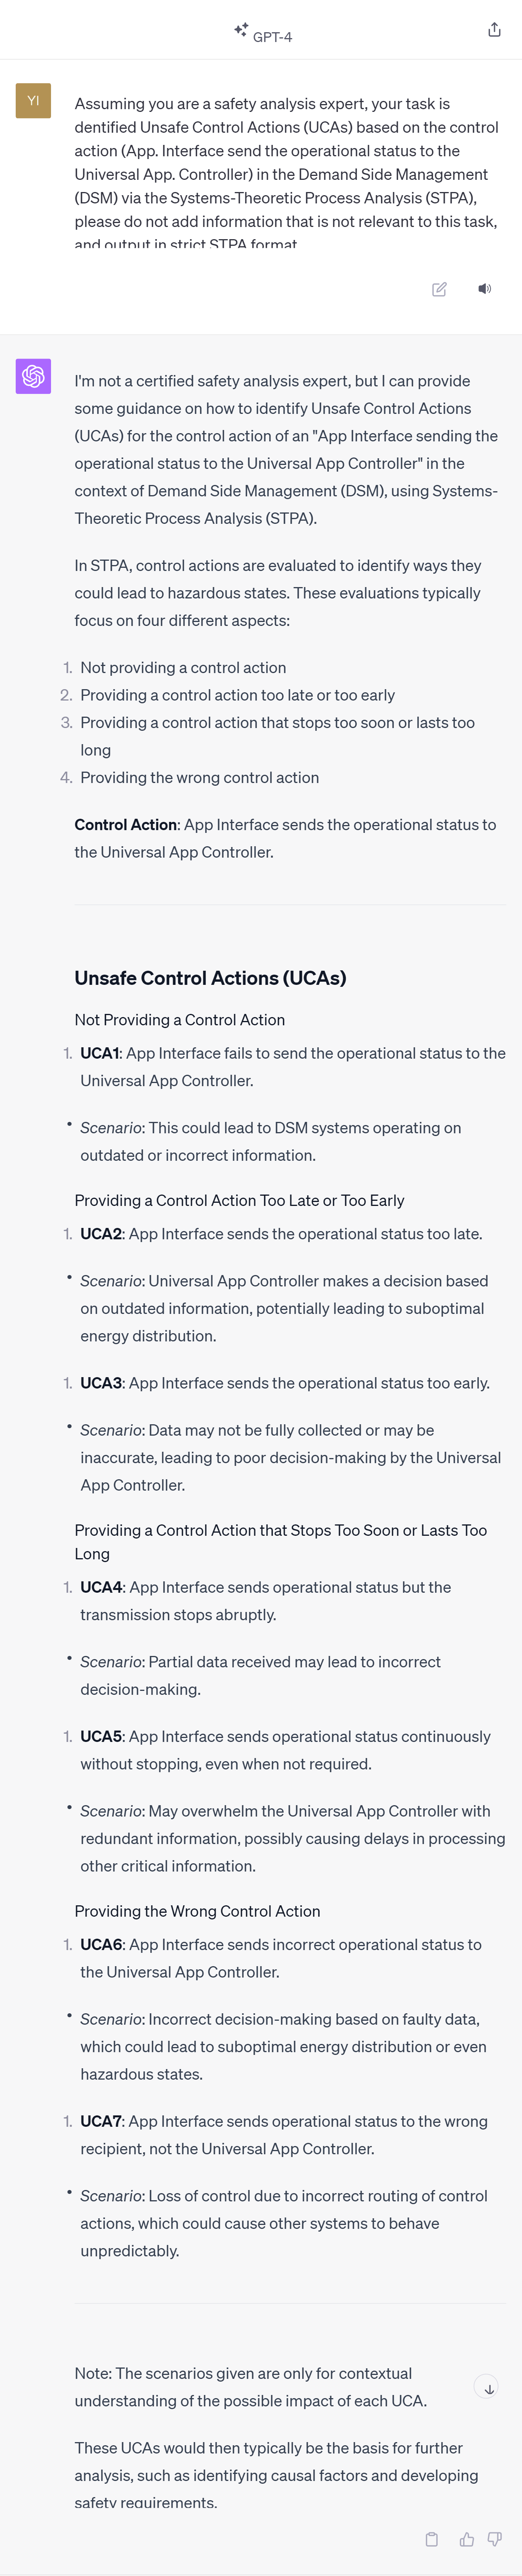 GPT-4
YI
Assuming you are a safety analysis expert, your task is
dentified Unsafe Control Actions (UCAs) based on the control
action (App. Interface send the operational status to the
Universal App. Controller) in the Demand Side Management
(DSM) via the Systems-Theoretic Process Analysis (STPA),
please do not add information that is not relevant to this task,
and output in strict STPA format
I'm not a certified safety analysis expert, but I can provide
some guidance on how to identify Unsafe Control Actions
(UCAs) for the control action of an "App Interface sending the
operational status to the Universal App Controller" in the
context of Demand Side Management (DSM), using Systems-
Theoretic Process Analysis (STPA).
In STPA, control actions are evaluated to identify ways they
could lead to hazardous states. These evaluations typically
focus on four different aspects:
1. Not providing a control action
2. Providing a control action too late or too early
3. Providing a control action that stops too soon or lasts too
long
4. Providing the wrong control action
Control Action: App Interface sends the operational status to
the Universal App Controller.
Unsafe Control Actions (UCAs)
Not Providing a Control Action
1. UCA1: App Interface fails to send the operational status to the
Universal App Controller.
• Scenario: This could lead to DSM systems operating on
outdated or incorrect information.
Providing a Control Action Too Late or Too Early
1. UCA2: App Interface sends the operational status too late.
• Scenario: Universal App Controller makes a decision based
on outdated information, potentially leading to suboptimal
energy distribution.
1. UCA3: App Interface sends the operational status too early.
• Scenario: Data may not be fully collected or may be
inaccurate, leading to poor decision-making by the Universal
App Controller.
Providing a Control Action that Stops Too Soon or Lasts Too
Long
1. UCA4: App Interface sends operational status but the
transmission stops abruptly.
• Scenario: Partial data received may lead to incorrect
decision-making.
1. UCA5: App Interface sends operational status continuously
without stopping, even when not required.
• Scenario: May overwhelm the Universal App Controller with
redundant information, possibly causing delays in processing
other critical information.
Providing the Wrong Control Action
1. UCA6: App Interface sends incorrect operational status to
the Universal App Controller.
• Scenario: Incorrect decision-making based on faulty data,
which could lead to suboptimal energy distribution or even
hazardous states.
1. UCA7: App Interface sends operational status to the wrong
recipient, not the Universal App Controller.
• Scenario: Loss of control due to incorrect routing of control
actions, which could cause other systems to behave
unpredictably.
Note: The scenarios given are only for contextual
understanding of the possible impact of each UCA.
These UCAs would then typically be the basis for further
analysis, such as identifying causal factors and developing
safety requirements.